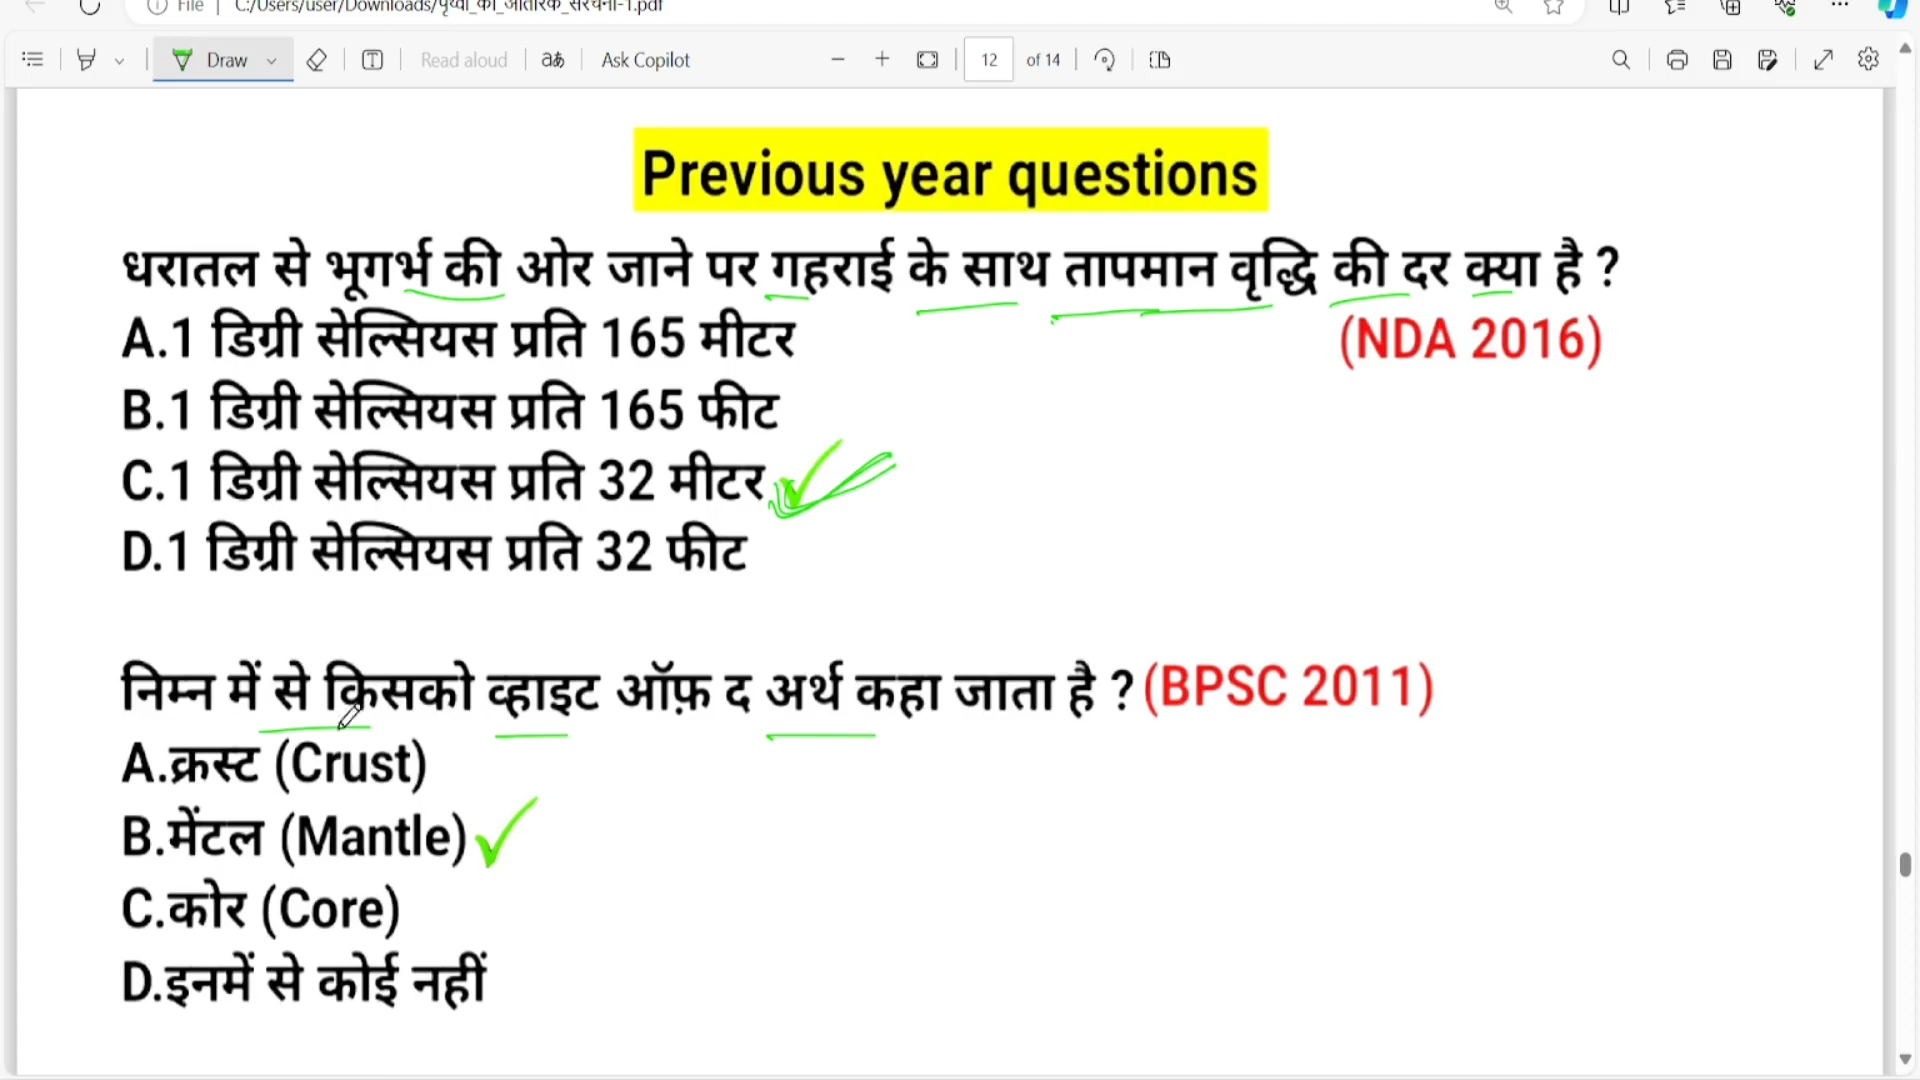 File | C:/Users/user/Downloads/पृथ्वी_की_आंतरिक_संरचना-1.pdf
Draw Read aloud aあ Ask Copilot 12 of 14
Previous year questions
धरातल से भूगर्भ की ओर जाने पर गहराई के साथ तापमान वृद्धि की दर क्या है ?
A.1 डिग्री सेल्सियस प्रति 165 मीटर (NDA 2016)
B.1 डिग्री सेल्सियस प्रति 165 फीट
C.1 डिग्री सेल्सियस प्रति 32 मीटर
D.1 डिग्री सेल्सियस प्रति 32 फीट
निम्न में से किसको व्हाइट ऑफ़ द अर्थ कहा जाता है ? (BPSC 2011)
A.क्रस्ट (Crust)
B.मेंटल (Mantle)
C.कोर (Core)
D.इनमें से कोई नहीं